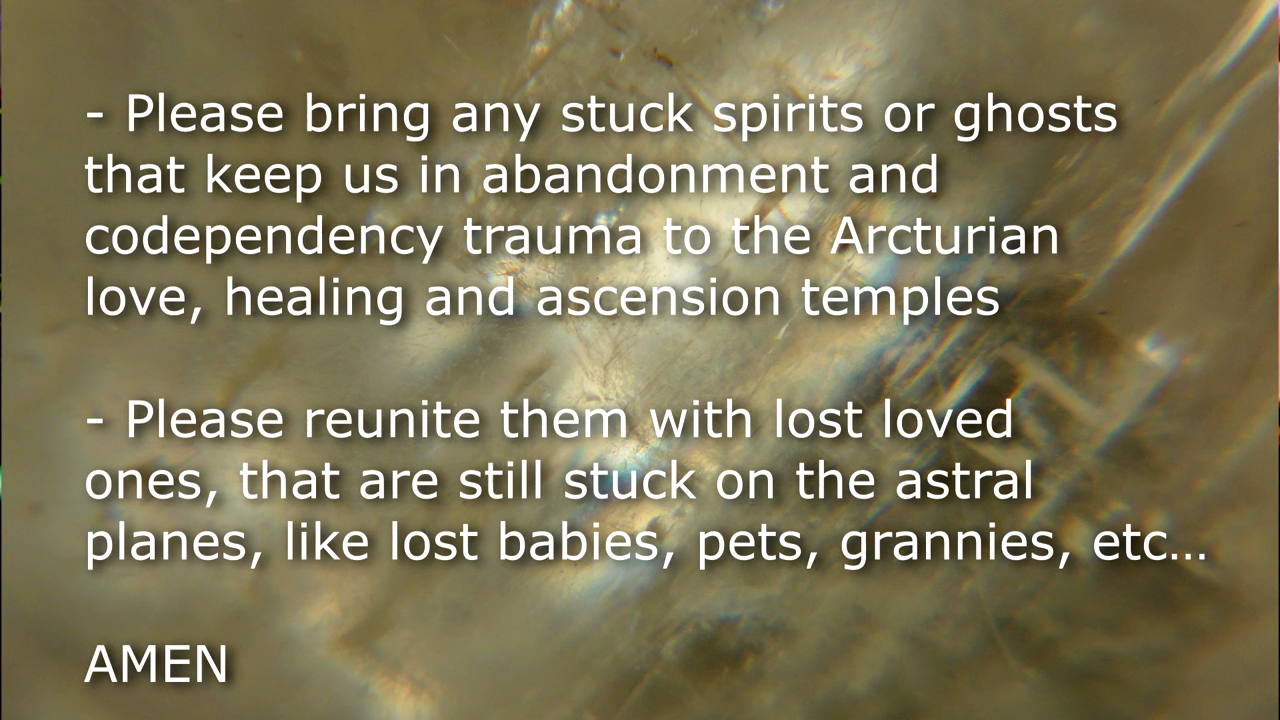 - Please bring any stuck spirits or ghosts
that keep us in abandonment and
codependency trauma to the Arcturian
love, healing and ascension temples
- Please reunite them with lost loved
ones, that are still stuck on the astral
planes, like lost babies, pets, grannies, etc...
AMEN